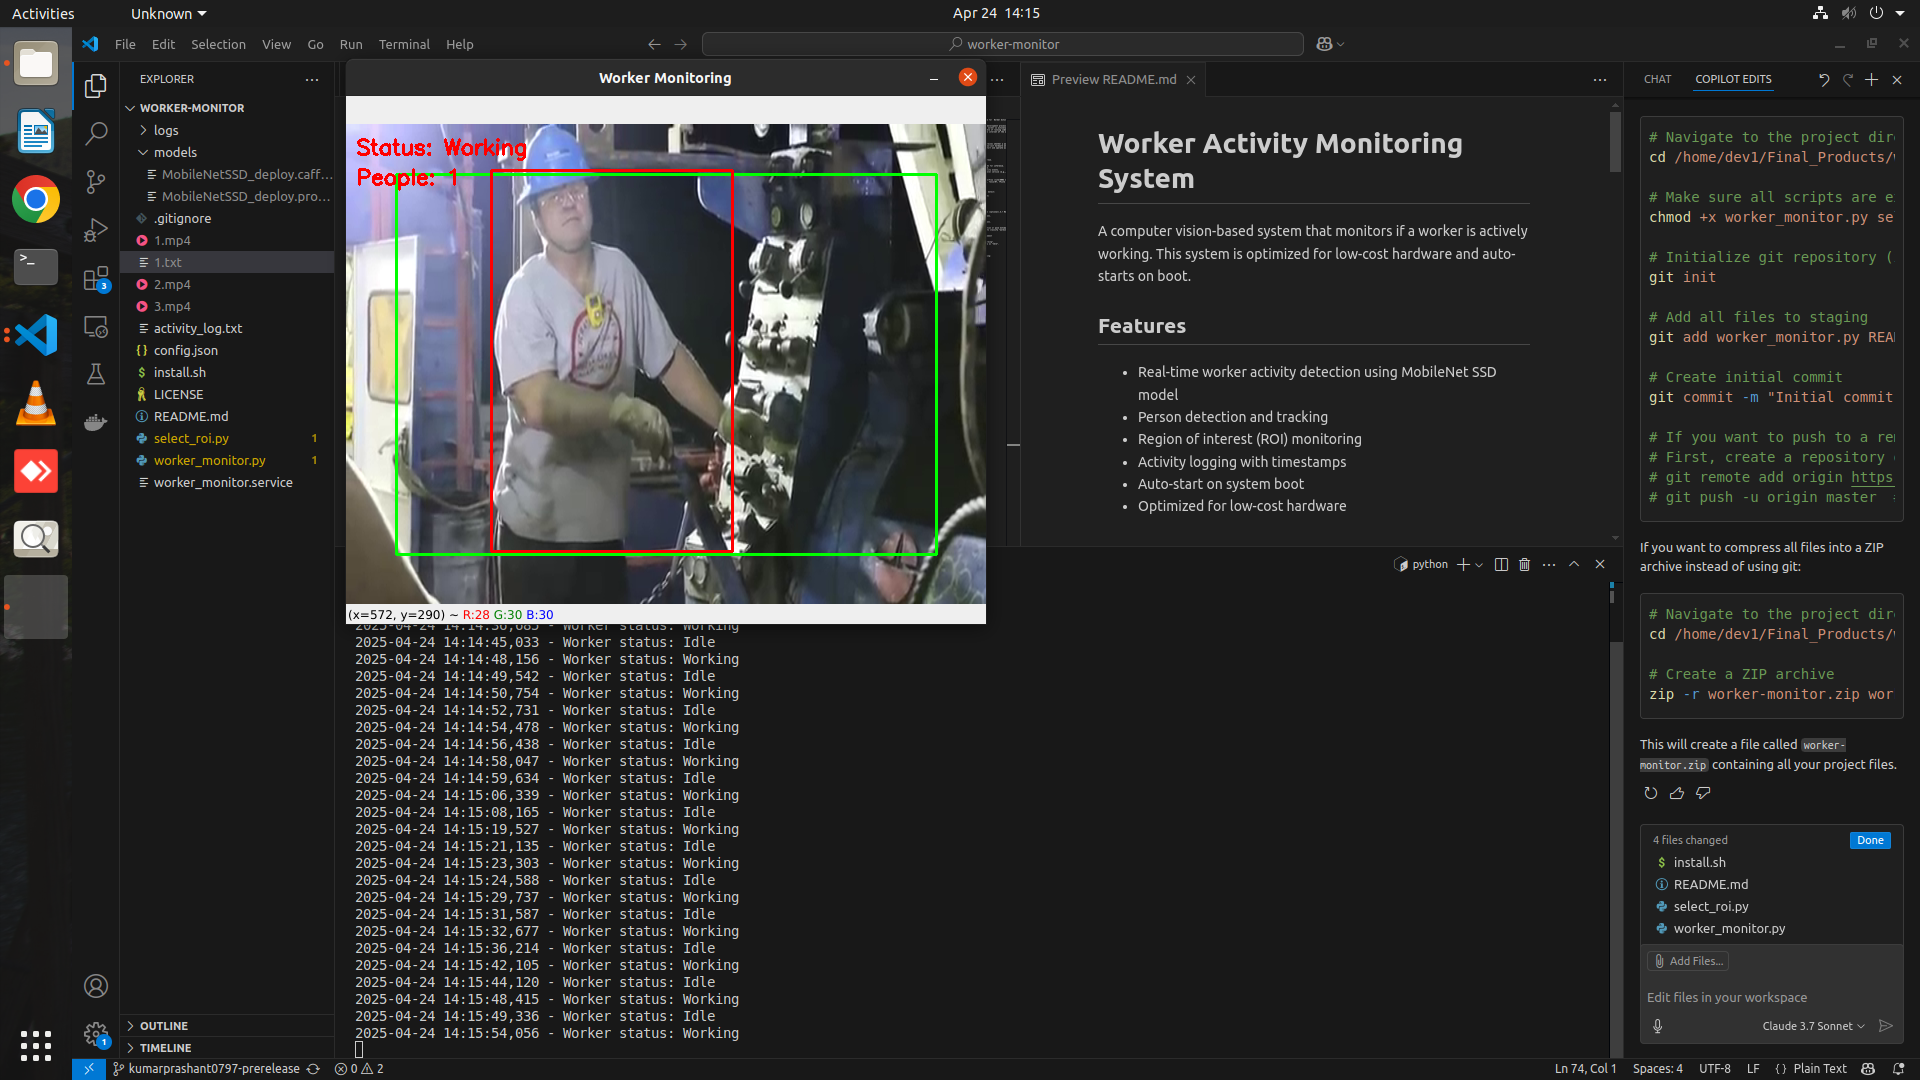 Activities
Unknown
Apr 24 14:15
File Edit Selection View Go Run Terminal Help
worker-monitor
EXPLORER
WORKER-MONITOR
logs
models
MobileNetSSD_deploy.caff...
MobileNetSSD_deploy.pro...
.gitignore
1.mp4
1.txt
2.mp4
3.mp4
activity_log.txt
config.json
install.sh
LICENSE
README.md
select_roi.py 1
worker_monitor.py 1
worker_monitor.service
OUTLINE
TIMELINE
3
1
Worker Monitoring
Status: Working
People: 1
(x=572, y=290) ~ R:28 G:30 B:30
Preview README.md
Worker Activity Monitoring
System
A computer vision-based system that monitors if a worker is actively
working. This system is optimized for low-cost hardware and auto-
starts on boot.
Features
• Real-time worker activity detection using MobileNet SSD
model
• Person detection and tracking
• Region of interest (ROI) monitoring
• Activity logging with timestamps
• Auto-start on system boot
• Optimized for low-cost hardware
python
2025-04-24 14:14:36,685 - Worker status: Working
2025-04-24 14:14:45,033 - Worker status: Idle
2025-04-24 14:14:48,156 - Worker status: Working
2025-04-24 14:14:49,542 - Worker status: Idle
2025-04-24 14:14:50,754 - Worker status: Working
2025-04-24 14:14:52,731 - Worker status: Idle
2025-04-24 14:14:54,478 - Worker status: Working
2025-04-24 14:14:56,438 - Worker status: Idle
2025-04-24 14:14:58,047 - Worker status: Working
2025-04-24 14:14:59,634 - Worker status: Idle
2025-04-24 14:15:06,339 - Worker status: Working
2025-04-24 14:15:08,165 - Worker status: Idle
2025-04-24 14:15:19,527 - Worker status: Working
2025-04-24 14:15:21,135 - Worker status: Idle
2025-04-24 14:15:23,303 - Worker status: Working
2025-04-24 14:15:24,588 - Worker status: Idle
2025-04-24 14:15:29,737 - Worker status: Working
2025-04-24 14:15:31,587 - Worker status: Idle
2025-04-24 14:15:32,677 - Worker status: Working
2025-04-24 14:15:36,214 - Worker status: Idle
2025-04-24 14:15:42,105 - Worker status: Working
2025-04-24 14:15:44,120 - Worker status: Idle
2025-04-24 14:15:48,415 - Worker status: Working
2025-04-24 14:15:49,336 - Worker status: Idle
2025-04-24 14:15:54,056 - Worker status: Working
CHAT COPILOT EDITS
# Navigate to the project dir
cd /home/dev1/Final_Products/
# Make sure all scripts are e
chmod +x worker_monitor.py se
# Initialize git repository (
git init
# Add all files to staging
git add worker_monitor.py REA
# Create initial commit
git commit -m "Initial commit
# If you want to push to a re
# First, create a repository
# git remote add origin https
# git push -u origin master
If you want to compress all files into a ZIP
archive instead of using git:
# Navigate to the project dir
cd /home/dev1/Final_Products/
# Create a ZIP archive
zip -r worker-monitor.zip wor
This will create a file called worker-
monitor.zip containing all your project files.
4 files changed Done
install.sh
README.md
select_roi.py
worker_monitor.py
Add Files...
Edit files in your workspace
Claude 3.7 Sonnet
kumarprashant0797-prerelease
0 2
Ln 74, Col 1 Spaces: 4 UTF-8 LF {} Plain Text